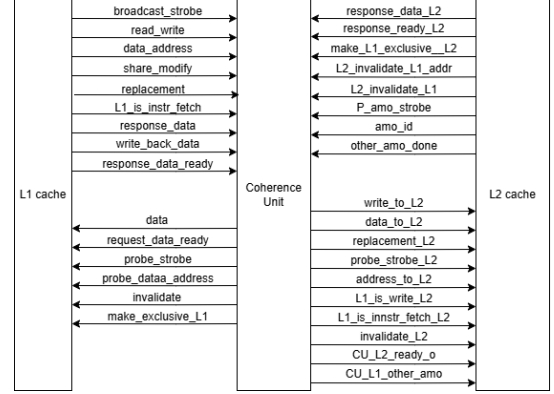 broadcast_strobe
read_write
data_address
share_modify
replacement
L1_is_instr_fetch
response_data
write_back_data
response_data_ready
L1 cache
data
request_data_ready
probe_strobe
probe_dataa_address
invalidate
make_exclusive_L1
Coherence
Unit
response_data_L2
response_ready_L2
make_L1_exclusive__L2
L2_invalidate_L1_addr
L2_invalidate_L1
P_amo_strobe
amo_id
other_amo_done
write_to_L2
data_to_L2
replacement_L2
probe_strobe_L2
address_to_L2
L1_is_write_L2
L1_is_innstr_fetch_L2
invalidate_L2
CU_L2_ready_o
CU_L1_other_amo
L2 cache